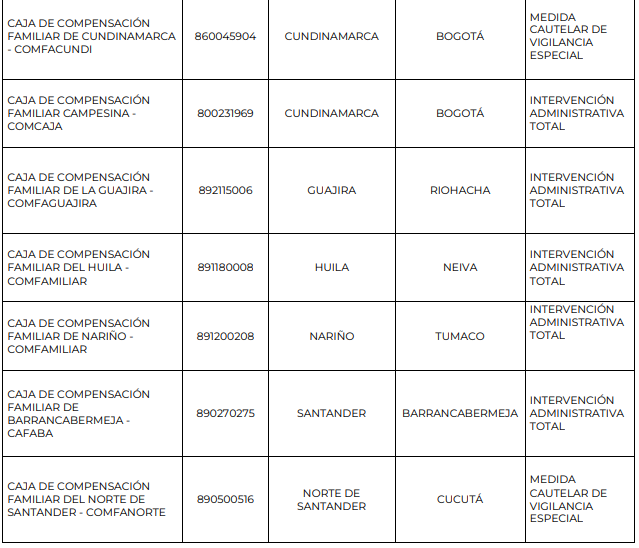 CAJA DE COMPENSACIÓN
FAMILIAR DE CUNDINAMARCA
- COMFACUNDI
860045904
CUNDINAMARCA
BOGOTÁ
MEDIDA
CAUTELAR DE
VIGILANCIA
ESPECIAL
CAJA DE COMPENSACIÓN
FAMILIAR CAMPESINA -
COMCAJA
800231969
CUNDINAMARCA
BOGOTÁ
INTERVENCIÓN
ADMINISTRATIVA
TOTAL
CAJA DE COMPENSACIÓN
FAMILIAR DE LA GUAJIRA -
COMFAGUAJIRA
892115006
GUAJIRA
RIOHACHA
INTERVENCIÓN
ADMINISTRATIVA
TOTAL
CAJA DE COMPENSACIÓN
FAMILIAR DEL HUILA -
COMFAMILIAR
891180008
HUILA
NEIVA
INTERVENCIÓN
ADMINISTRATIVA
TOTAL
CAJA DE COMPENSACIÓN
FAMILIAR DE NARIÑO -
COMFAMILIAR
891200208
NARIÑO
TUMACO
INTERVENCIÓN
ADMINISTRATIVA
TOTAL
CAJA DE COMPENSACIÓN
FAMILIAR DE
BARRANCABERMEJA -
CAFABA
890270275
SANTANDER
BARRANCABERMEJA
INTERVENCIÓN
ADMINISTRATIVA
TOTAL
CAJA DE COMPENSACIÓN
FAMILIAR DEL NORTE DE
SANTANDER - COMFANORTE
890500516
NORTE DE
SANTANDER
CUCUTÁ
MEDIDA
CAUTELAR DE
VIGILANCIA
ESPECIAL